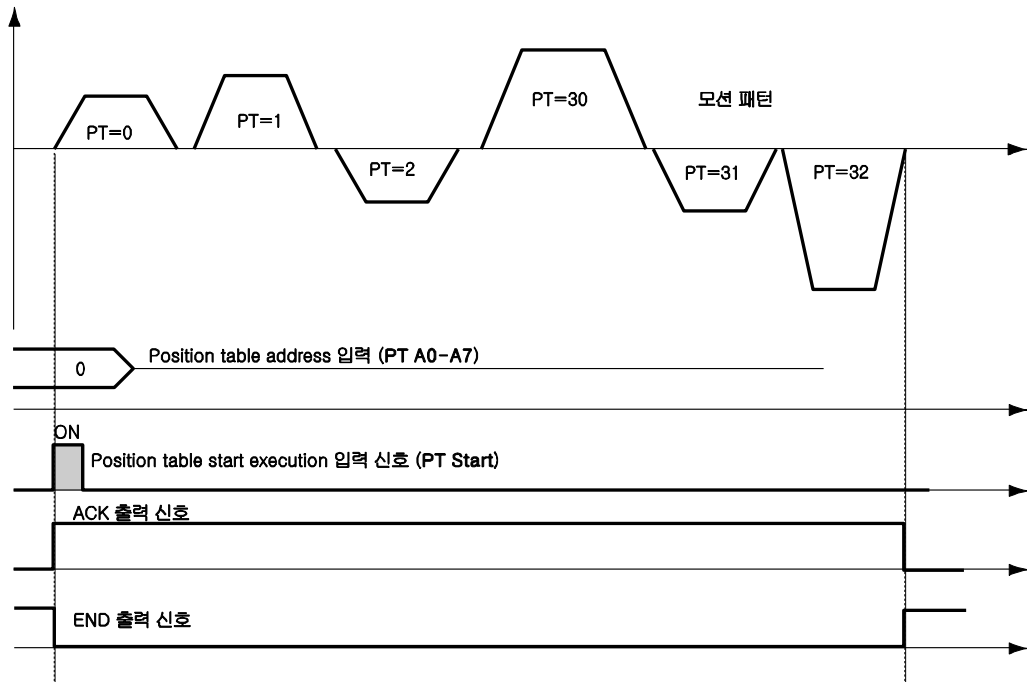 PT=0
PT=1
PT=2
PT=30
모션 패턴
PT=31
PT=32
0
Position table address 입력 (PT A0-A7)
ON
Position table start execution 입력 신호 (PT Start)
ACK 출력 신호
END 출력 신호